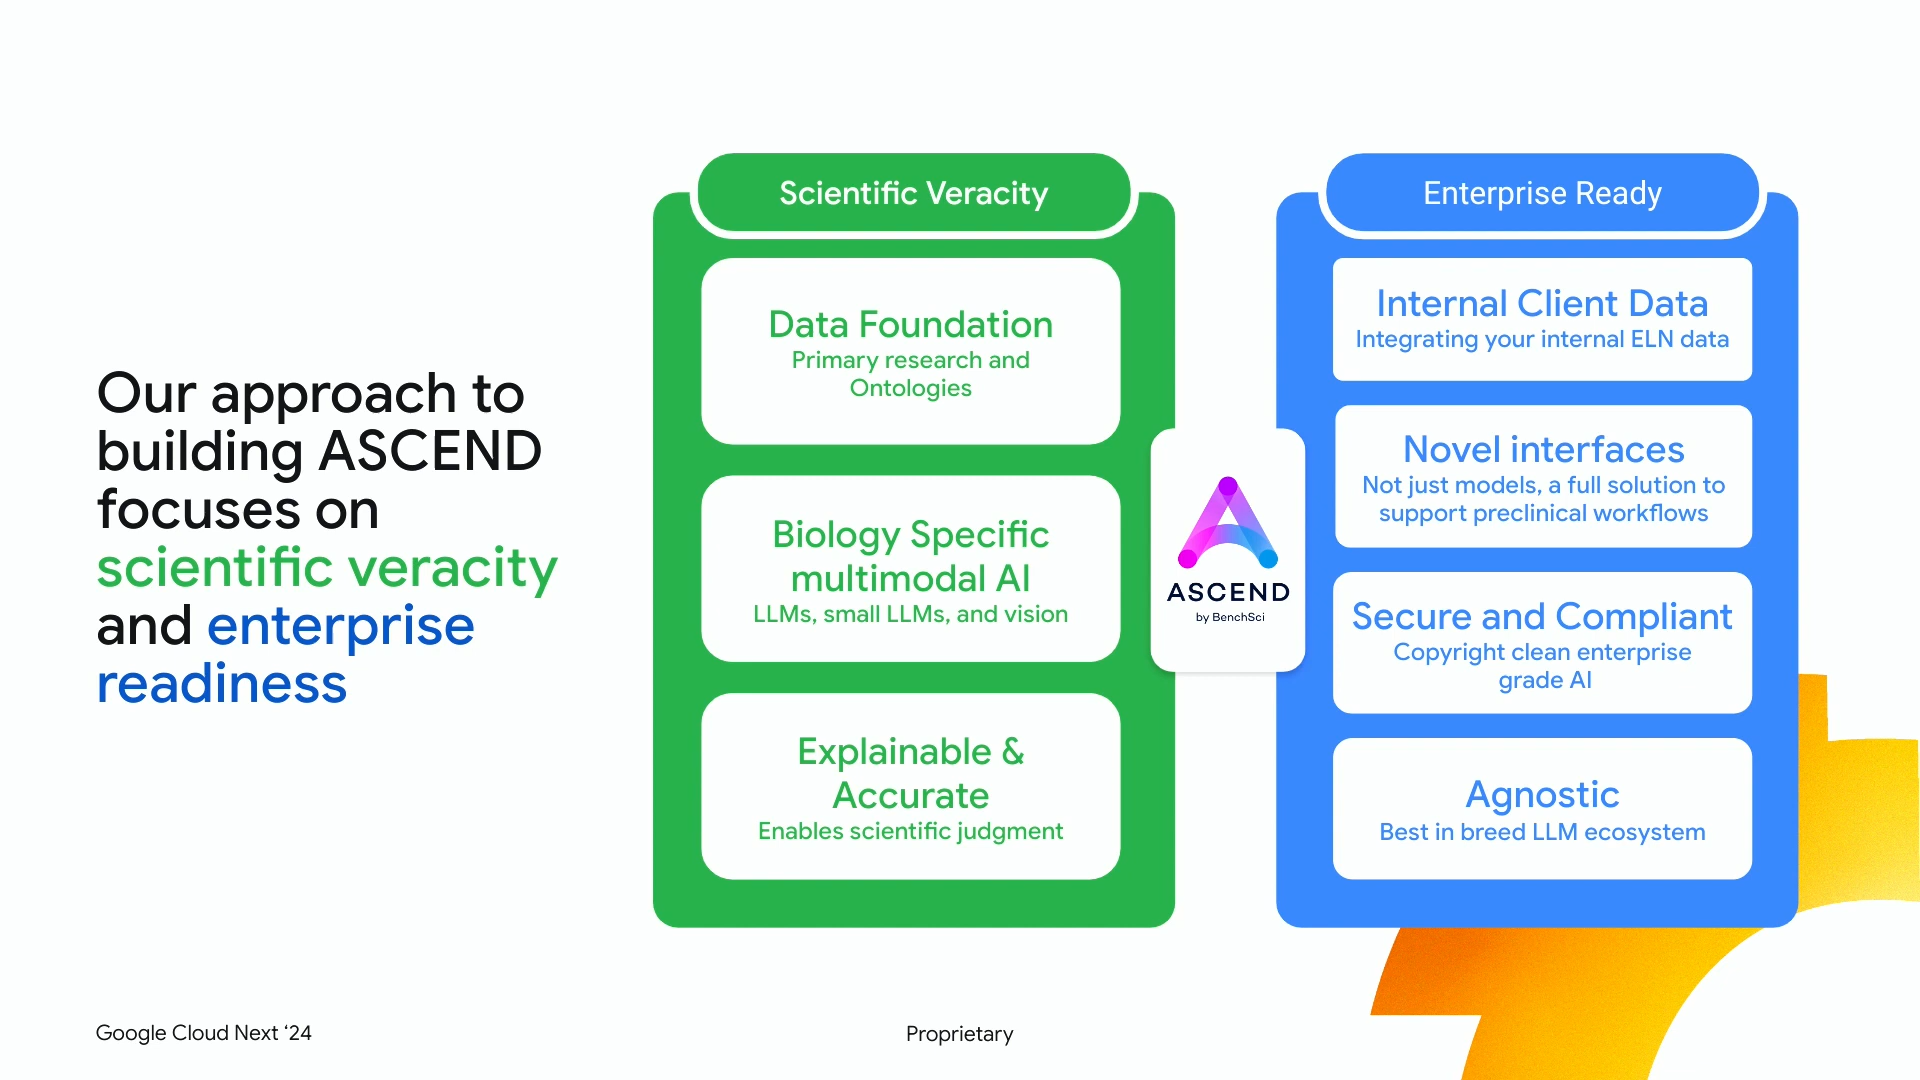 Our approach to
building ASCEND
focuses on
scientific veracity
and enterprise
readiness
Scientific Veracity
Data Foundation
Primary research and
Ontologies
Biology Specific
multimodal AI
LLMs, small LLMs, and vision
Explainable &
Accurate
Enables scientific judgment
ASCEND
by BenchSci
Enterprise Ready
Internal Client Data
Integrating your internal ELN data
Novel interfaces
Not just models, a full solution to
support preclinical workflows
Secure and Compliant
Copyright clean enterprise
grade AI
Agnostic
Best in breed LLM ecosystem
Google Cloud Next ‘24
Proprietary